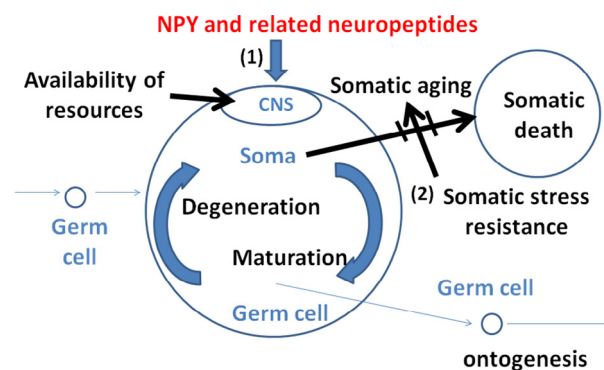 NPY and related neuropeptides
(1)
Availability of
resources
CNS
Somatic aging
Somatic
death
Soma
(2)
Somatic stress
resistance
Degeneration
Germ
cell
Maturation
Germ cell
Germ cell
ontogenesis